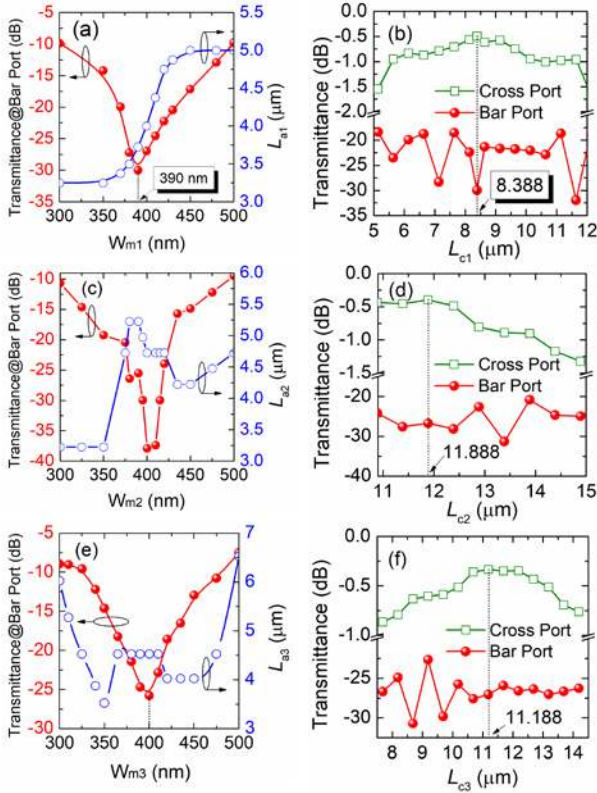 (a)
Transmittance@Bar Port (dB)
-10
-15
-20
-25
-30
-35
5.5
5.0
4.5
4.0
3.5
3.0
La1 (μm)
390 nm
300 350 400 450 500
Wm1 (nm)
(b)
Transmittance (dB)
0.0
-0.5
-1.0
-1.5
-2.0
-15
-20
-25
-30
-35
Cross Port
Bar Port
8.388
5 6 7 8 9 10 11 12
Lc1 (μm)
(c)
Transmittance@Bar Port (dB)
-10
-15
-20
-25
-30
-35
-40
6.0
5.5
5.0
4.5
4.0
3.5
3.0
La2 (μm)
300 350 400 450 500
Wm2 (nm)
(d)
Transmittance (dB)
0.0
-0.5
-1.0
-1.5
-20
-30
-40
Cross Port
Bar Port
11.888
11 12 13 14 15
Lc2 (μm)
(e)
Transmittance@Bar Port (dB)
-5
-10
-15
-20
-25
-30
7
6
5
4
3
La3 (μm)
300 350 400 450 500
Wm3 (nm)
(f)
Transmittance (dB)
0.0
-0.5
-1.0
-25
-30
Cross Port
Bar Port
11.188
8 9 10 11 12 13 14
Lc3 (μm)